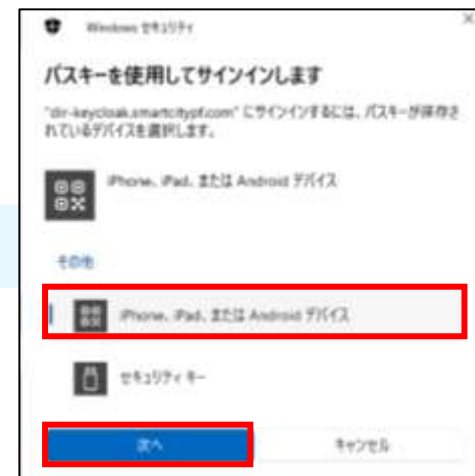 Windows セキュリティ
パスキーを使用してサインインします
"dir-keycloak.smartcitypf.com" にサインインするには、パスキーが保存さ
れているデバイスを選択します。
iPhone、iPad、または Android デバイス
その他
iPhone、iPad、または Android デバイス
セキュリティ キー
次へ
キャンセル